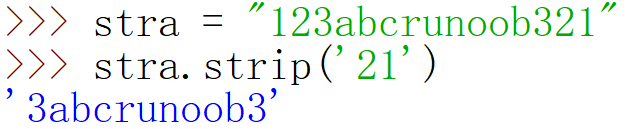 >>> stra = "123abcrunoob321"
>>> stra.strip('21')
'3abcrunoob3'